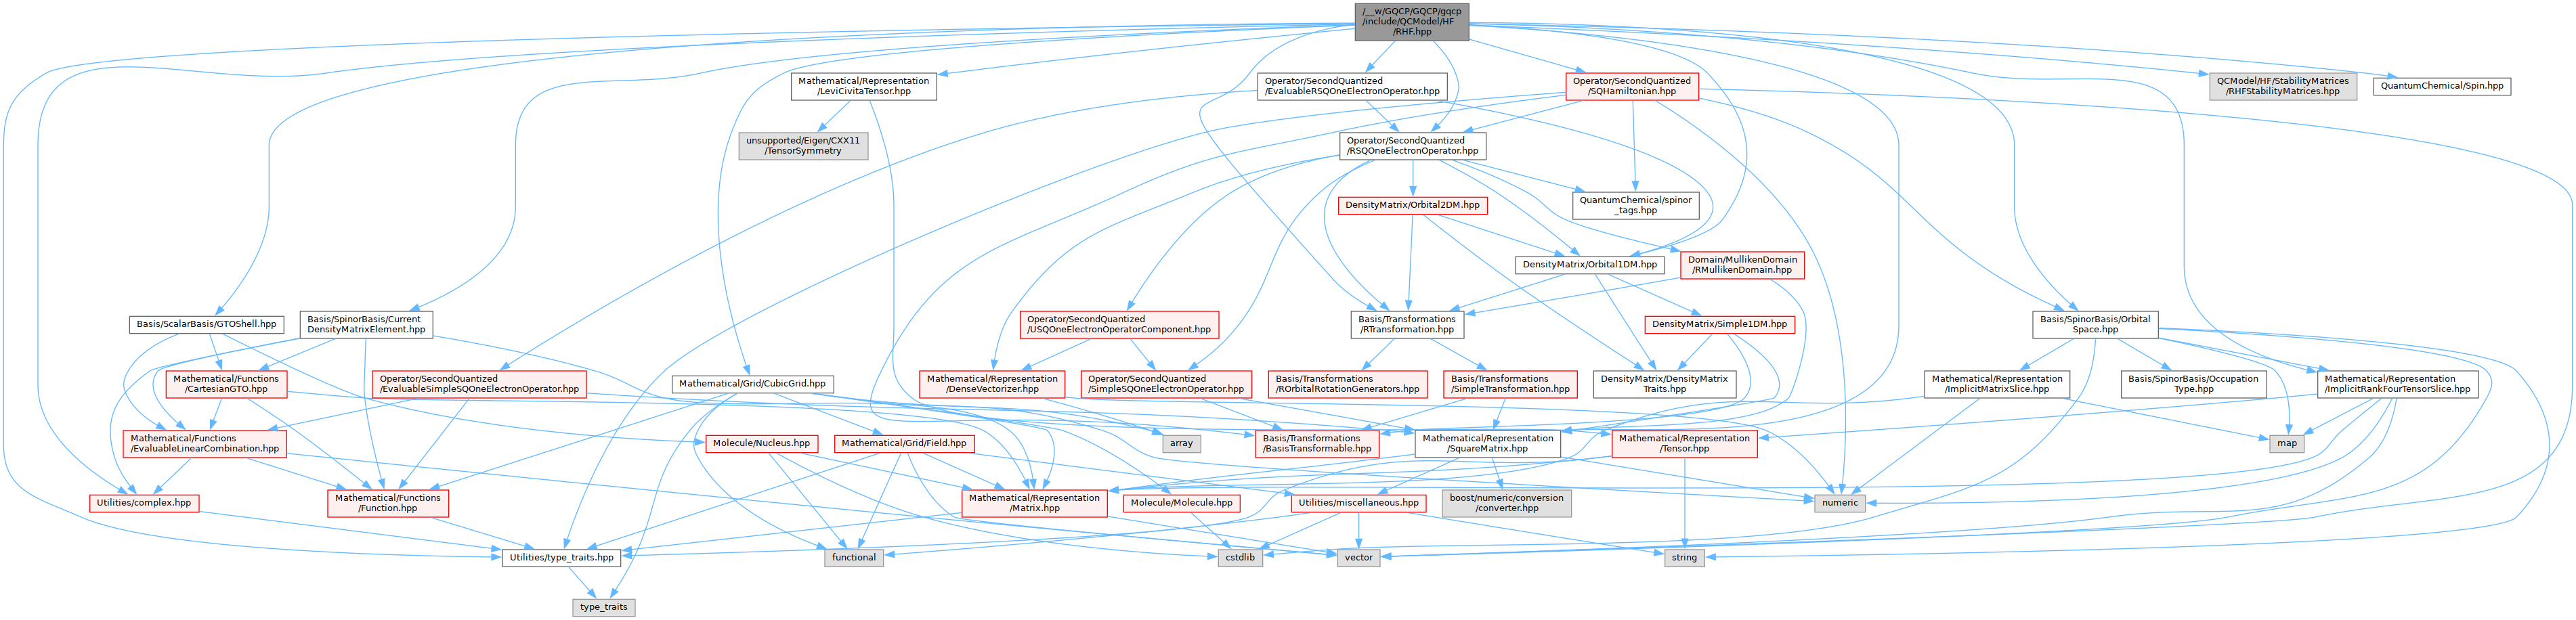 /__w/GQCP/GQCP/gqcp
/include/QCModel/HF
/RHF.hpp
Mathematical/Representation
/LeviCivitaTensor.hpp
Operator/SecondQuantized
/EvaluableRSQOneElectronOperator.hpp
Operator/SecondQuantized
/SQHamiltonian.hpp
QCModel/HF/StabilityMatrices
/RHFStabilityMatrices.hpp
QuantumChemical/Spin.hpp
unsupported/Eigen/CXX11
/TensorSymmetry
Operator/SecondQuantized
/RSQOneElectronOperator.hpp
DensityMatrix/Orbital2DM.hpp
QuantumChemical/spinor
_tags.hpp
DensityMatrix/Orbital1DM.hpp
Domain/MullikenDomain
/RMullikenDomain.hpp
Basis/ScalarBasis/GTOShell.hpp
Basis/SpinorBasis/Current
DensityMatrixElement.hpp
Operator/SecondQuantized
/USQOneElectronOperatorComponent.hpp
Basis/Transformations
/RTransformation.hpp
DensityMatrix/Simple1DM.hpp
Basis/SpinorBasis/Orbital
Space.hpp
Mathematical/Functions
/CartesianGTO.hpp
Operator/SecondQuantized
/EvaluableSimpleSQOneElectronOperator.hpp
Mathematical/Grid/CubicGrid.hpp
Mathematical/Representation
/DenseVectorizer.hpp
Operator/SecondQuantized
/SimpleSQOneElectronOperator.hpp
Basis/Transformations
/ROrbitalRotationGenerators.hpp
Basis/Transformations
/SimpleTransformation.hpp
DensityMatrix/DensityMatrix
Traits.hpp
Mathematical/Representation
/ImplicitMatrixSlice.hpp
Basis/SpinorBasis/Occupation
Type.hpp
Mathematical/Representation
/ImplicitRankFourTensorSlice.hpp
Mathematical/Functions
/EvaluableLinearCombination.hpp
Molecule/Nucleus.hpp
Mathematical/Grid/Field.hpp
array
Basis/Transformations
/BasisTransformable.hpp
Mathematical/Representation
/SquareMatrix.hpp
Mathematical/Representation
/Tensor.hpp
map
Utilities/complex.hpp
Mathematical/Functions
/Function.hpp
Mathematical/Representation
/Matrix.hpp
Molecule/Molecule.hpp
Utilities/miscellaneous.hpp
boost/numeric/conversion
/converter.hpp
numeric
Utilities/type_traits.hpp
functional
cstdlib
vector
string
type_traits